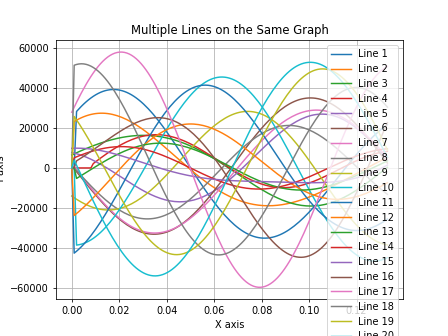 Multiple Lines on the Same Graph
60000
40000
20000
0
−20000
−40000
−60000
0.00
0.02
0.04
0.06
0.08
0.10
X axis
axis
Line 1
Line 2
Line 3
Line 4
Line 5
Line 6
Line 7
Line 8
Line 9
Line 10
Line 11
Line 12
Line 13
Line 14
Line 15
Line 16
Line 17
Line 18
Line 19
Line 20